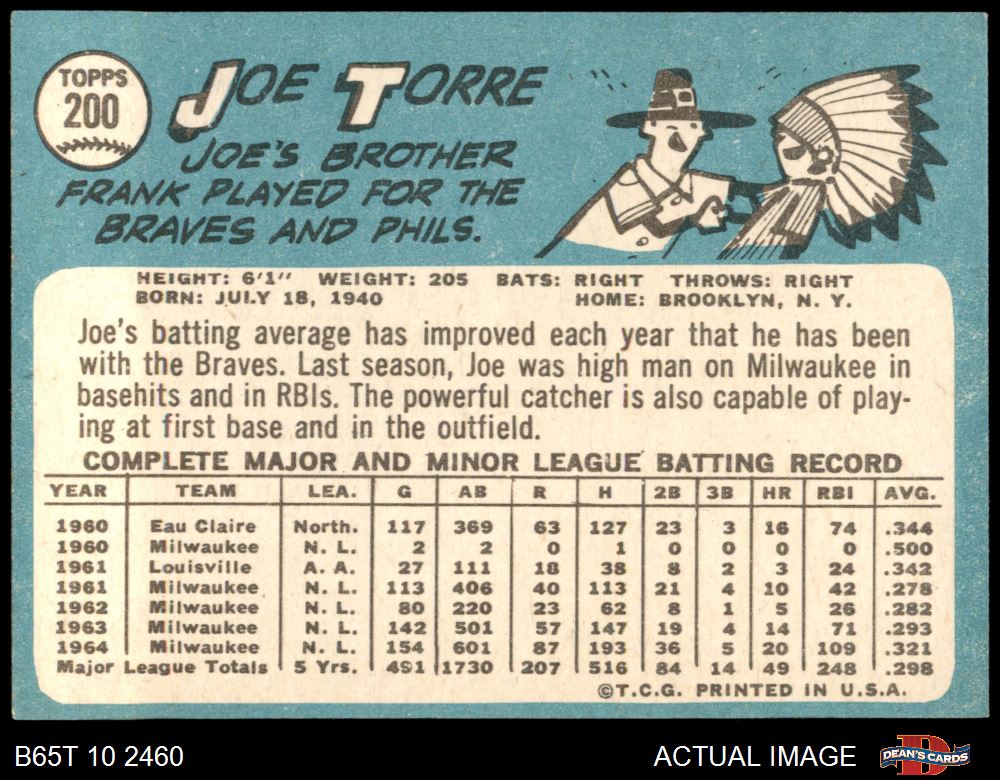 TOPPS
200
JOE TORRE
JOE'S BROTHER
FRANK PLAYED FOR THE
BRAVES AND PHILS.
HEIGHT: 6'1" WEIGHT: 205 BATS: RIGHT THROWS: RIGHT
BORN: JULY 18, 1940 HOME: BROOKLYN, N. Y.
Joe's batting average has improved each year that he has been
with the Braves. Last season, Joe was high man on Milwaukee in
basehits and in RBIs. The powerful catcher is also capable of play-
ing at first base and in the outfield.
COMPLETE MAJOR AND MINOR LEAGUE BATTING RECORD
YEAR TEAM LEA. G AB R H 2B 3B HR RBI AVG.
1960 Eau Claire North. 117 369 63 127 23 3 16 74 .344
1960 Milwaukee N. L. 2 2 0 1 0 0 0 0 .500
1961 Louisville A. A. 27 111 18 38 8 2 3 24 .342
1961 Milwaukee N. L. 113 406 40 113 21 4 10 42 .278
1962 Milwaukee N. L. 80 220 23 62 8 1 5 26 .282
1963 Milwaukee N. L. 142 501 57 147 19 4 14 71 .293
1964 Milwaukee N. L. 154 601 87 193 36 5 20 109 .321
Major League Totals 5 Yrs. 491 1730 207 516 84 14 49 248 .298
©T.C.G. PRINTED IN U.S.A.
B65T 10 2460 ACTUAL IMAGE DEAN'S CARDS